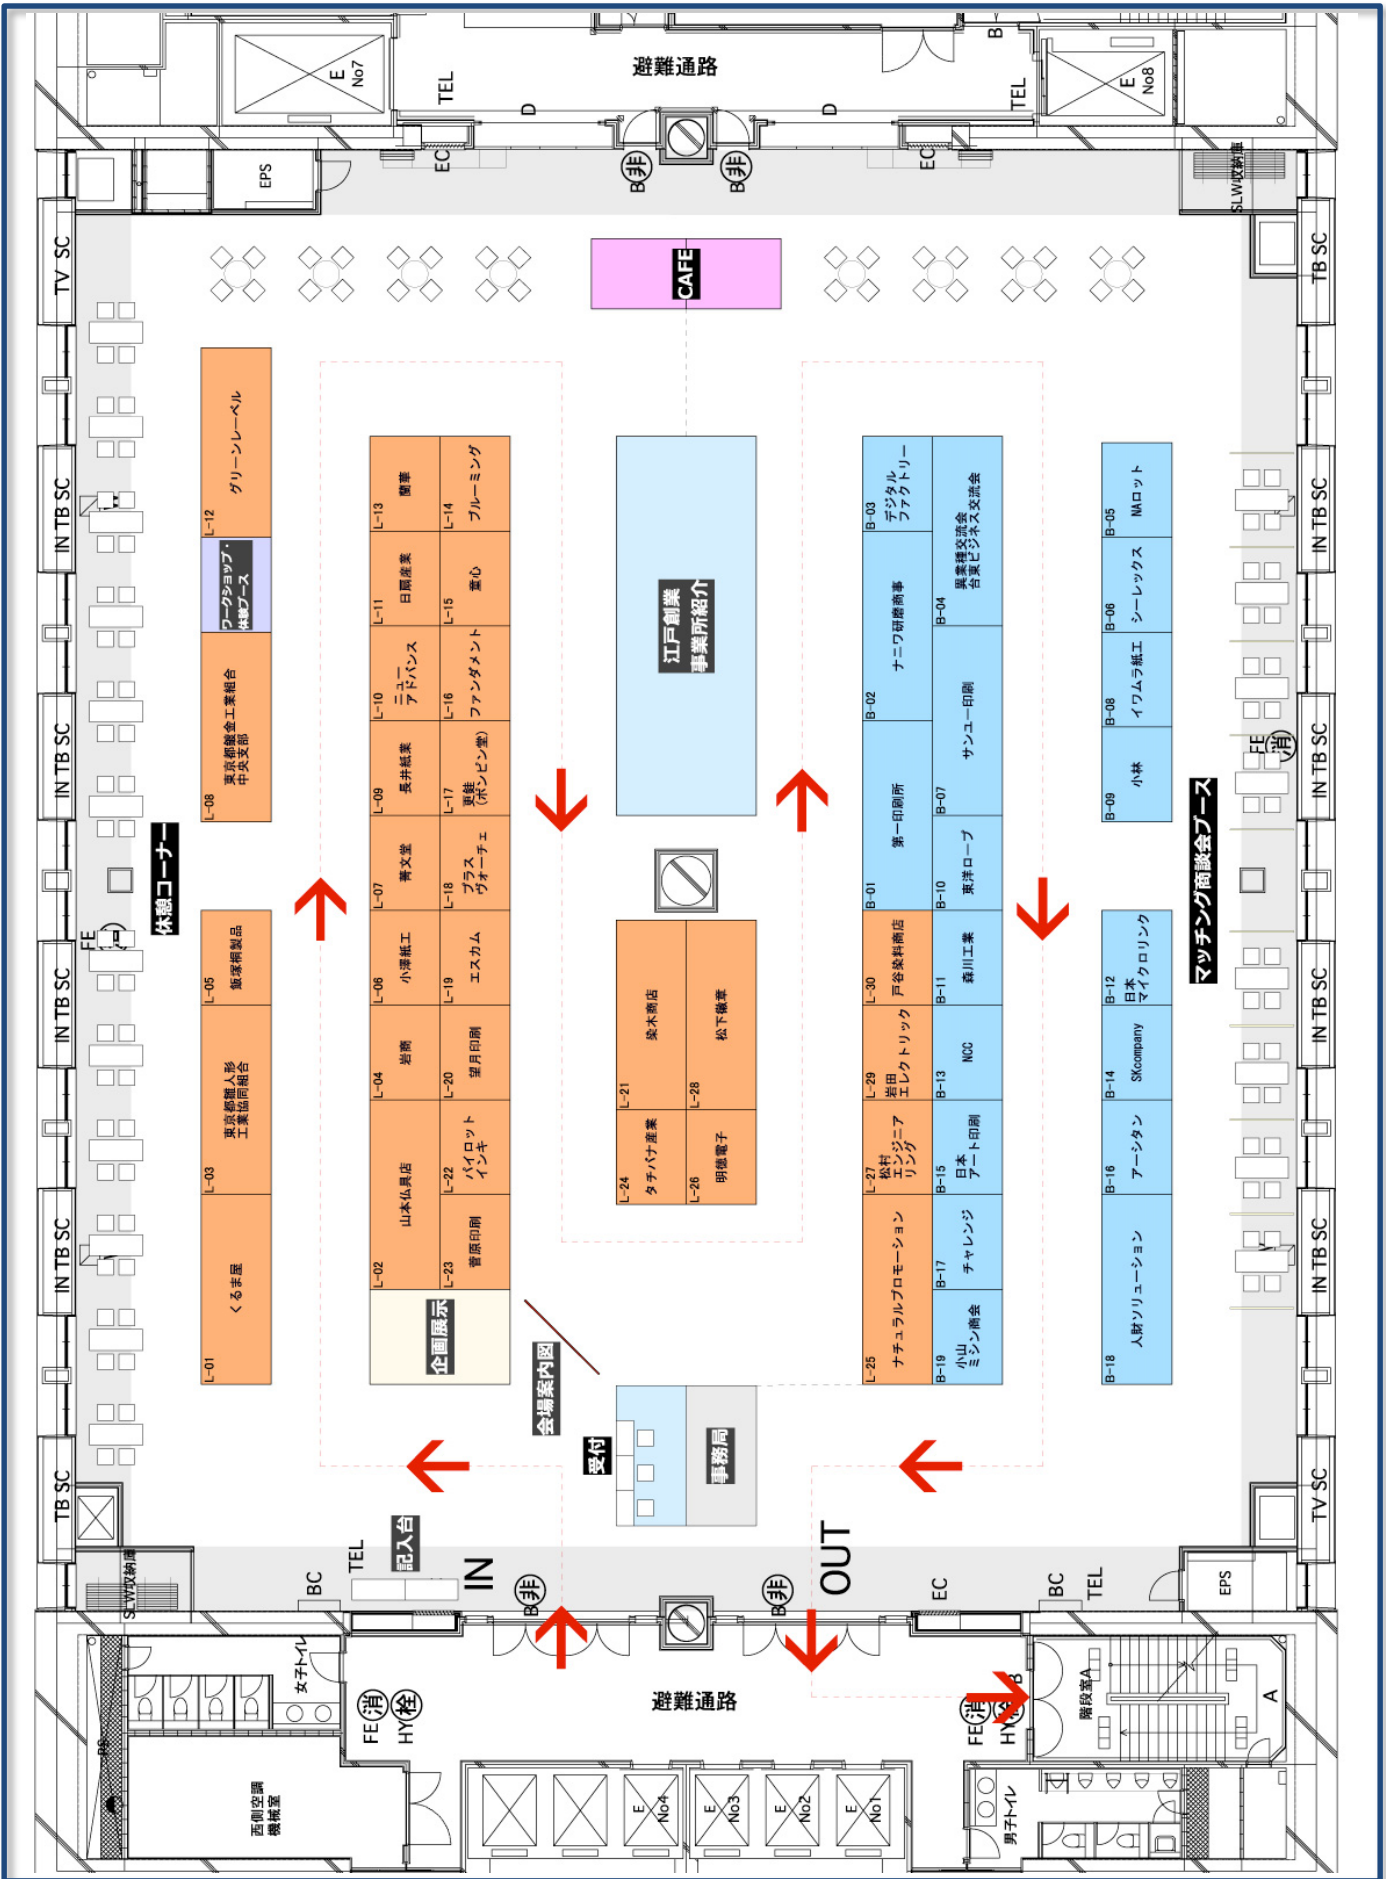 避難通路
E
No7
TEL
D
D
TEL
B
E
No8
EPS
EC
B非
B非
EC
SLW収納庫
TV SC
CAFE
TB SC
L-12
グリーンレーベル
ワークショップ・
体験ブース
L-08
東京都鍍金工業組合
中央支部
L-05
飯塚桐製品
L-03
東京都雛人形
工業協同組合
L-01
くるま屋
L-13
蘭華
L-11
日扇産業
L-10
ニュー
アドバンス
L-09
長井紙業
L-07
菁文堂
L-06
小澤紙工
L-04
岩商
L-02
山本仏具店
L-14
ブルーミング
L-15
童心
L-16
ファンダメント
L-17
更鮭
(ボンビン堂)
L-18
プラス
ヴォーチェ
L-19
エスカム
L-20
望月印刷
L-22
パイロット
インキ
L-23
菅原印刷
企画展示
江戸創業
事業所紹介
L-21
染木商店
L-28
松下徽章
L-24
タチバナ産業
L-26
明徳電子
B-03
デジタル
ファクトリー
B-02
ナニワ研磨商事
B-01
第一印刷所
L-30
戸谷染料商店
L-29
岩田
エレクトリック
L-27
松村
エンジニア
リング
L-25
ナチュラルプロモーション
B-04
異業種交流会
台東ビジネス交流会
B-07
サンユー印刷
B-10
東洋ロープ
B-11
森川工業
B-13
NCC
B-15
日本
アート印刷
B-17
チャレンジ
B-19
小山
ミシン商会
B-05
NAロット
B-06
シーレックス
B-08
イワムラ紙工
B-09
小林
B-12
日本
マイクロリンク
B-14
SKcompany
B-16
アーシタン
B-18
人財ソリューション
休憩コーナー
マッチング商談会ブース
FE
FE
消
IN TB SC
IN TB SC
IN TB SC
IN TB SC
TB SC
IN TB SC
IN TB SC
IN TB SC
IN TB SC
TV SC
会場案内図
受付
事務局
記入台
IN
OUT
SLW収納庫
BC
TEL
B非
B非
EC
BC
TEL
EPS
女子トイレ
FE消
HY栓
避難通路
FE消
HY栓
B
階段室A
A
PS
西側空調
機械室
E
No4
E
No3
E
No2
E
No1
男子トイレ